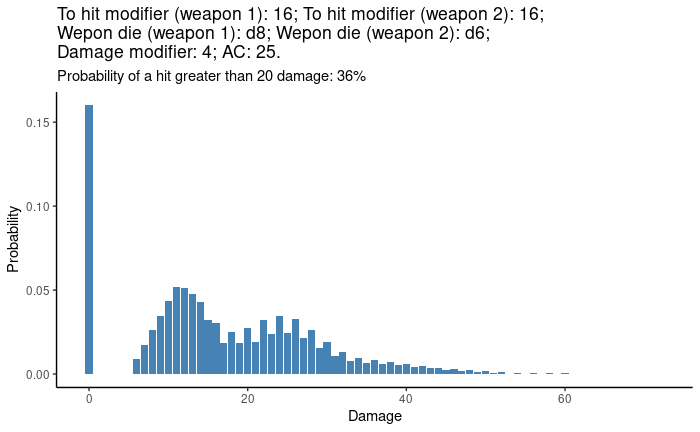 To hit modifier (weapon 1): 16; To hit modifier (weapon 2): 16;
Wepon die (weapon 1): d8; Wepon die (weapon 2): d6;
Damage modifier: 4; AC: 25.
Probability of a hit greater than 20 damage: 36%
0.15
0.10
0.05
0.00
Probability
0 20 40 60
Damage